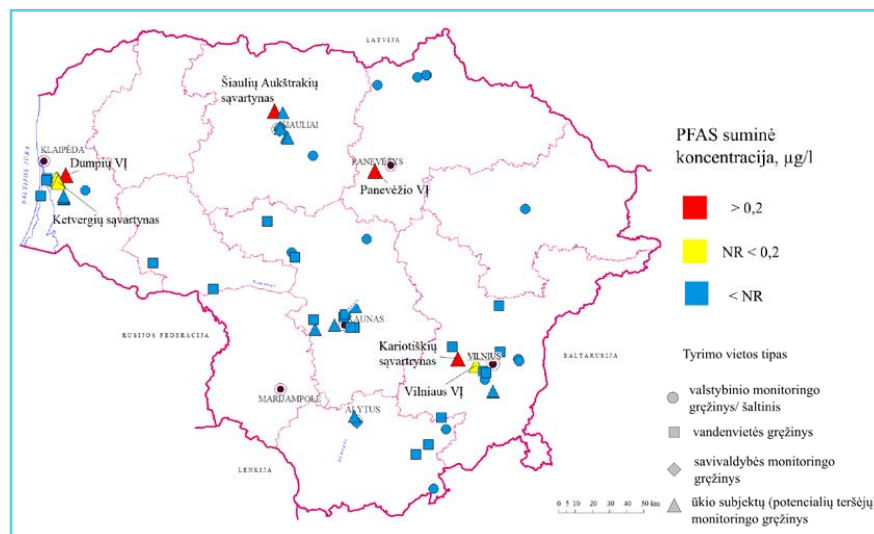 LATVIJA
Šiaulių Aukštrakių
sąvartynas
ŠIAULIAI
KLAIPĖDA
Dumpių VĮ
BALTIJOS JŪRA
Ketvergių sąvartynas
PANEVĖŽYS
Panevėžio VĮ
RUSIJOS FEDERACIJA
KAUNAS
Kariotiškių
sąvartynas
VILNIUS
Vilniaus VĮ
BALTARUSIJA
MARIJAMPOLĖ
ALYTUS
LENKIJA
PFAS suminė
koncentracija, µg/l
> 0,2
NR < 0,2
< NR
Tyrimo vietos tipas
valstybinio monitoringo
gręžinys/ šaltinis
vandenvietės gręžinys
savivaldybės monitoringo
gręžinys
ūkio subjektų (potencialių teršėjų)
monitoringo gręžinys
0 5 10 20 30 40 50 km